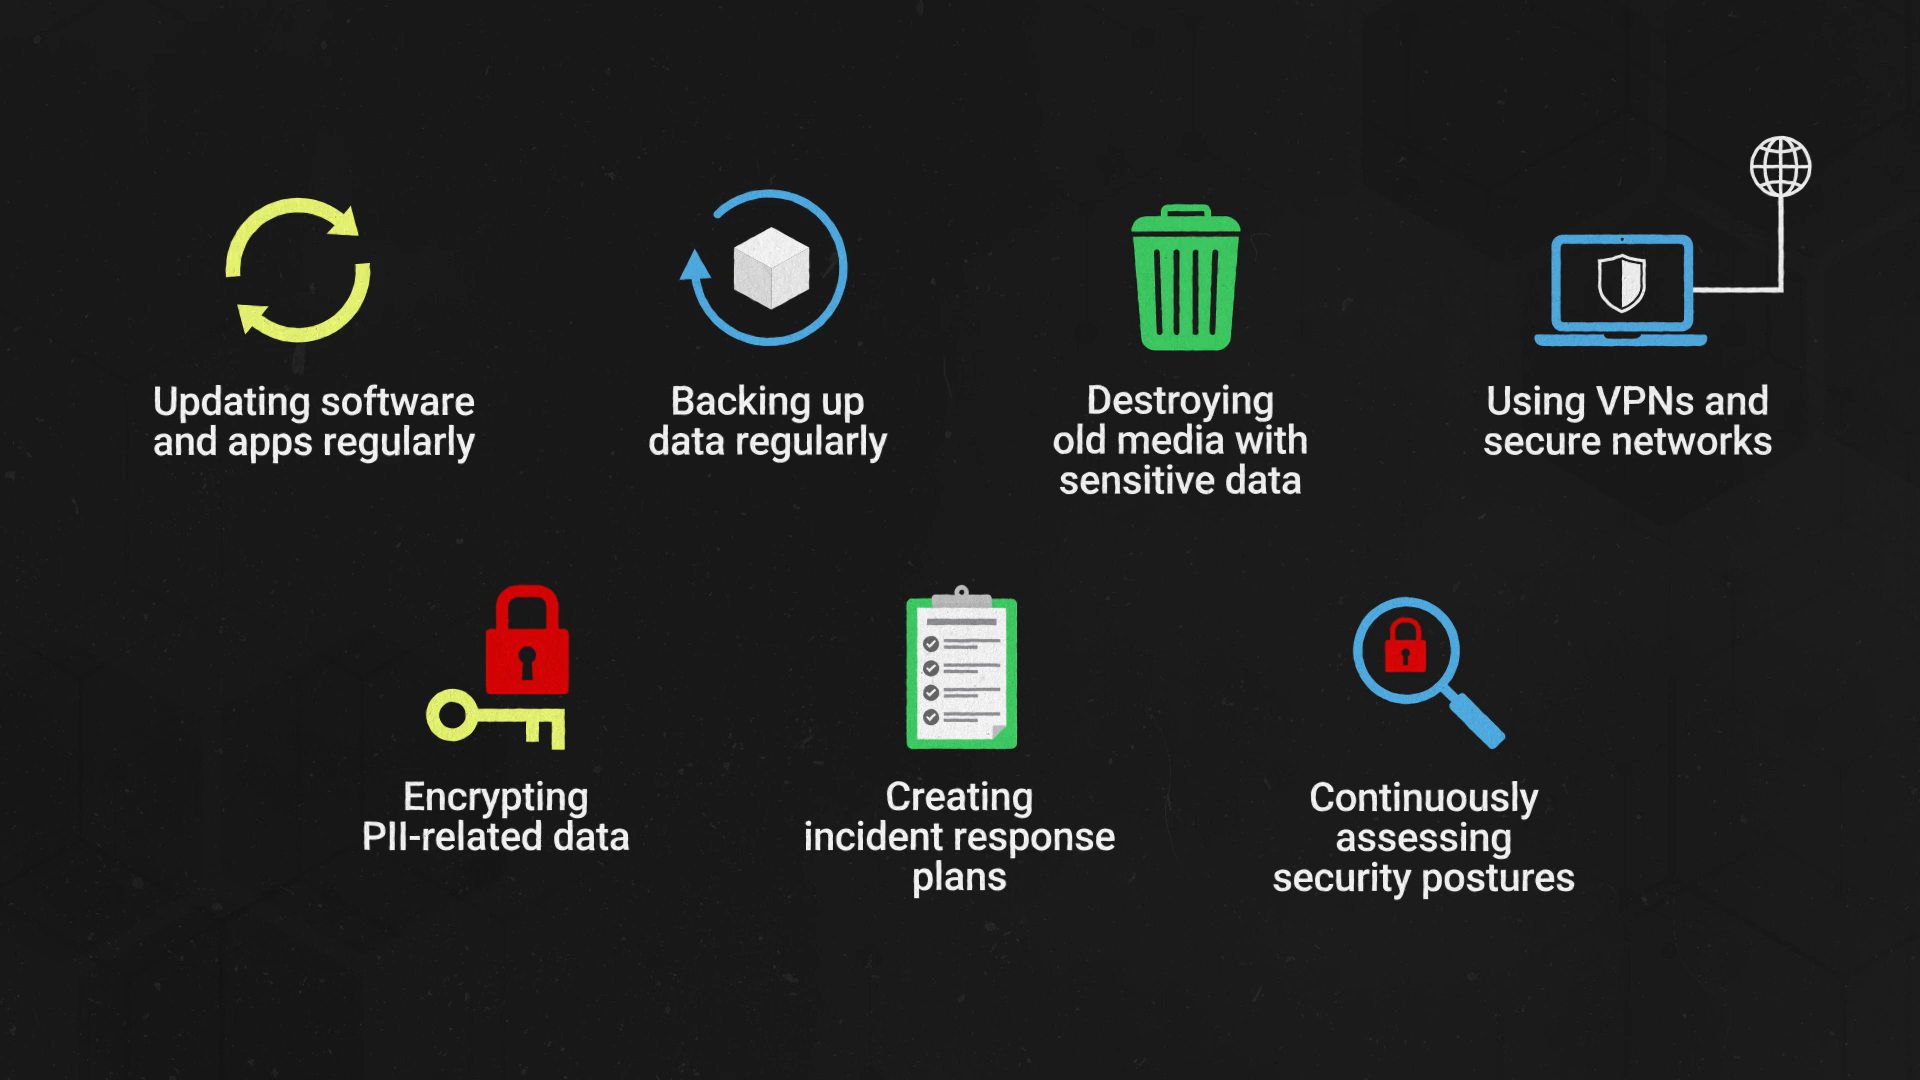 Updating software
and apps regularly
Backing up
data regularly
Destroying
old media with
sensitive data
Using VPNs and
secure networks
Encrypting
PII-related data
Creating
incident response
plans
Continuously
assessing
security postures